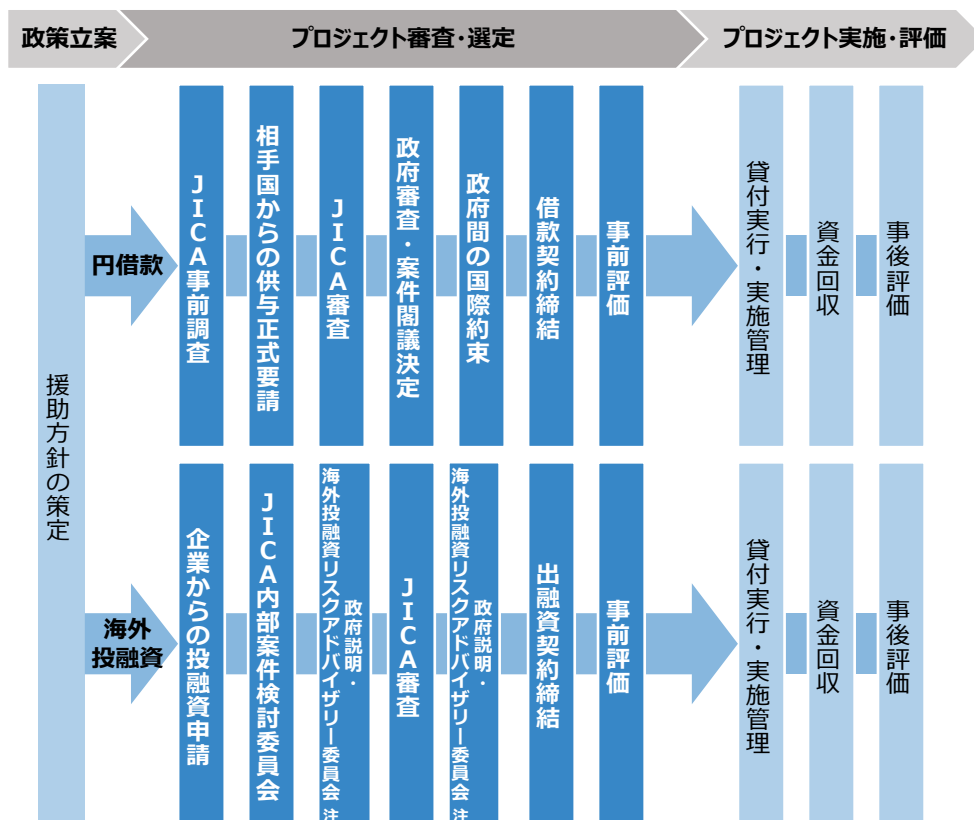 政策立案
プロジェクト審査・選定
プロジェクト実施・評価
援助方針の策定
円借款
JICA事前調査
相手国からの供与正式要請
JICA審査
政府審査・案件閣議決定
政府間の国際約束
借款契約締結
事前評価
貸付実行・実施管理
資金回収
事後評価
海外
投融資
企業からの投融資申請
JICA内部案件検討委員会
政府説明・
海外投融資リスクアドバイザリー委員会 注
JICA審査
政府説明・
海外投融資リスクアドバイザリー委員会 注
出融資契約締結
事前評価
貸付実行・実施管理
資金回収
事後評価